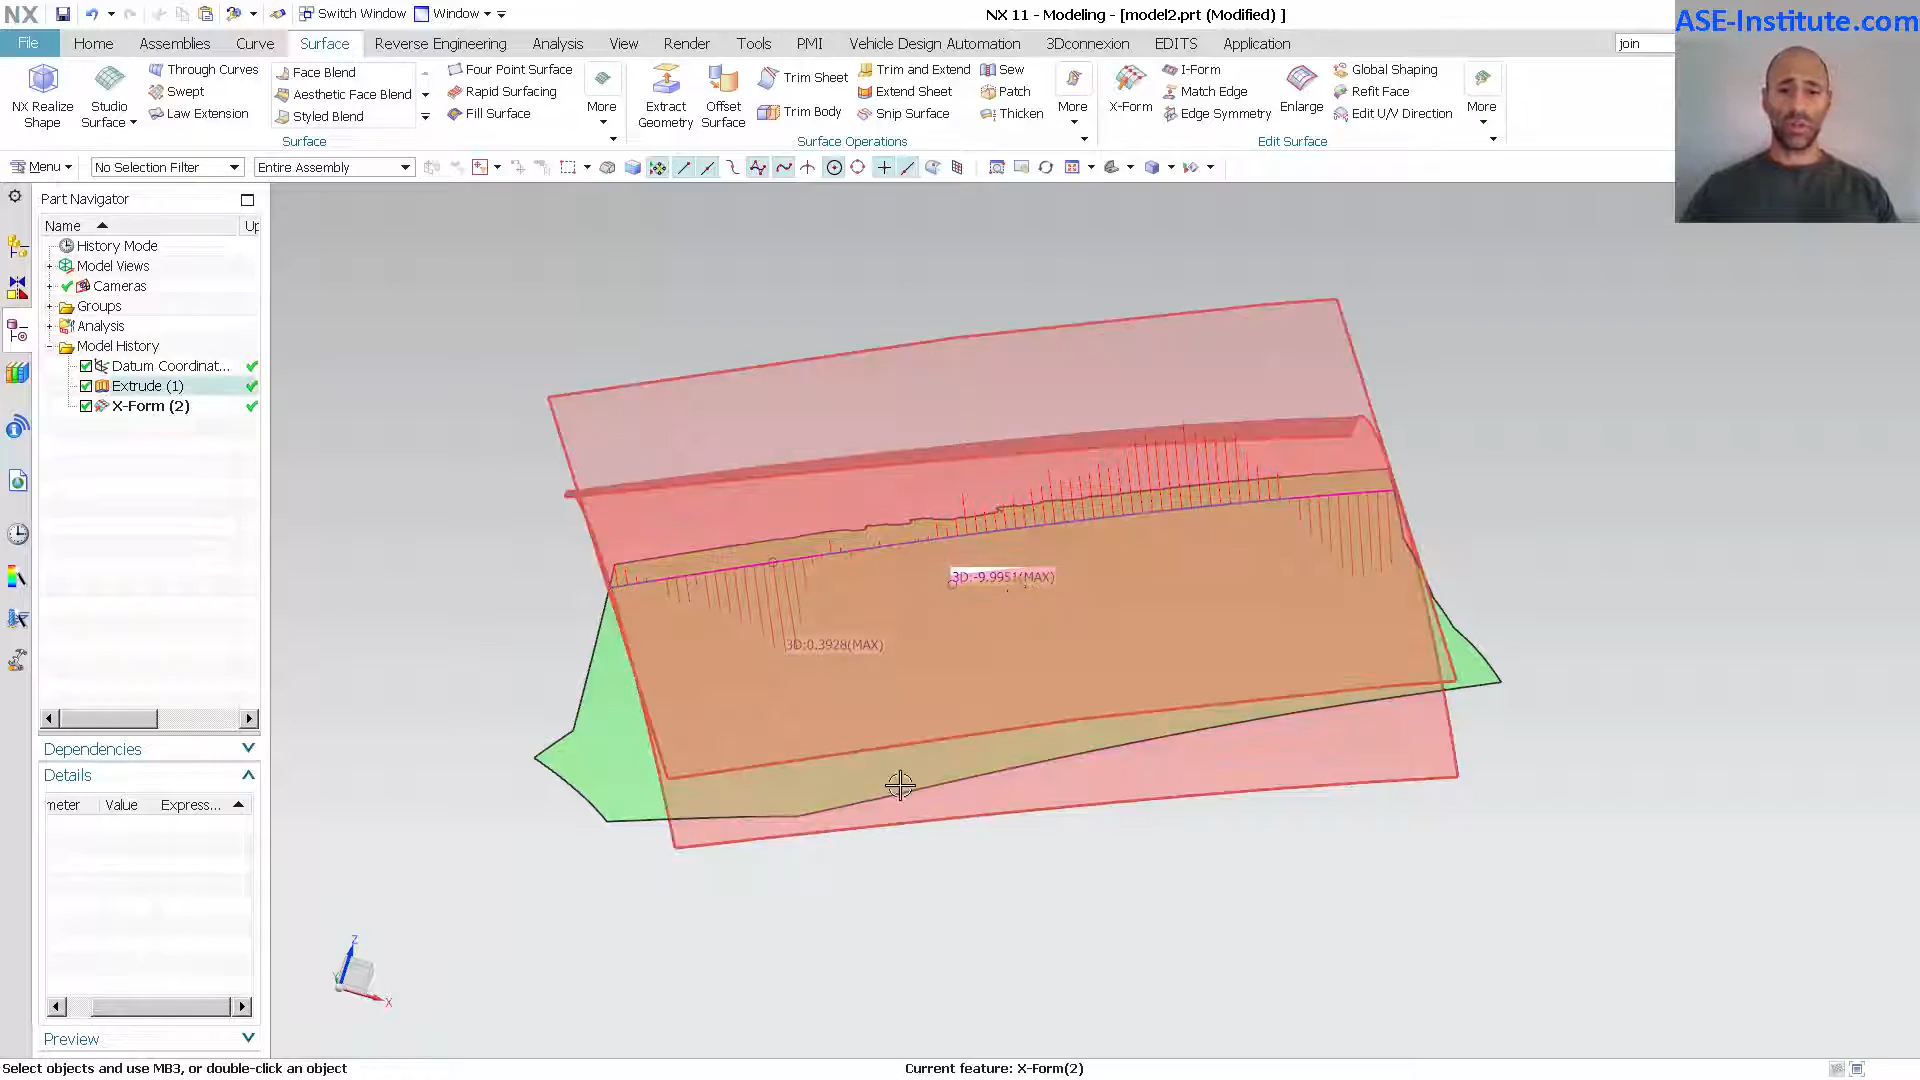 NX
Switch Window
Window
NX 11 - Modeling - [model2.prt (Modified) ]
ASE-Institute.com
File
Home
Assemblies
Curve
Surface
Reverse Engineering
Analysis
View
Render
Tools
PMI
Vehicle Design Automation
3Dconnexion
EDITS
Application
join
NX Realize
Shape
Studio
Surface
Through Curves
Swept
Law Extension
Face Blend
Aesthetic Face Blend
Styled Blend
Four Point Surface
Rapid Surfacing
Fill Surface
More
Surface
Extract
Geometry
Offset
Surface
Trim Sheet
Trim Body
Trim and Extend
Extend Sheet
Snip Surface
Sew
Patch
Thicken
More
Surface Operations
X-Form
I-Form
Match Edge
Edge Symmetry
Enlarge
Global Shaping
Refit Face
Edit U/V Direction
More
Edit Surface
Menu
No Selection Filter
Entire Assembly
Part Navigator
Name
Up
History Mode
Model Views
Cameras
Groups
Analysis
Model History
Datum Coordinat...
Extrude (1)
X-Form (2)
Dependencies
Details
meter
Value
Express...
Preview
3D:-9.9951(MAX)
3D:0.3928(MAX)
Z
X
Select objects and use MB3, or double-click an object
Current feature: X-Form(2)